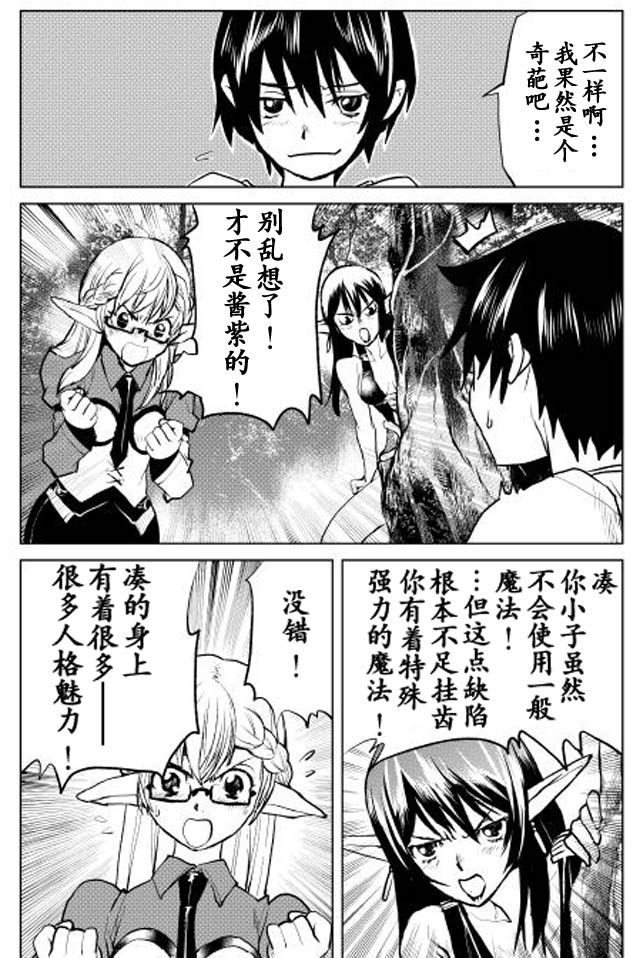 不一样啊…
我果然是个
奇葩吧…
别乱想了！
才不是酱紫的！
凑
你小子虽然
不会使用一般
魔法！
…但这点缺陷
根本不足挂齿
你有着特殊
强力的魔法！
没错！
凑的身上
有着很多——
很多人格魅力！